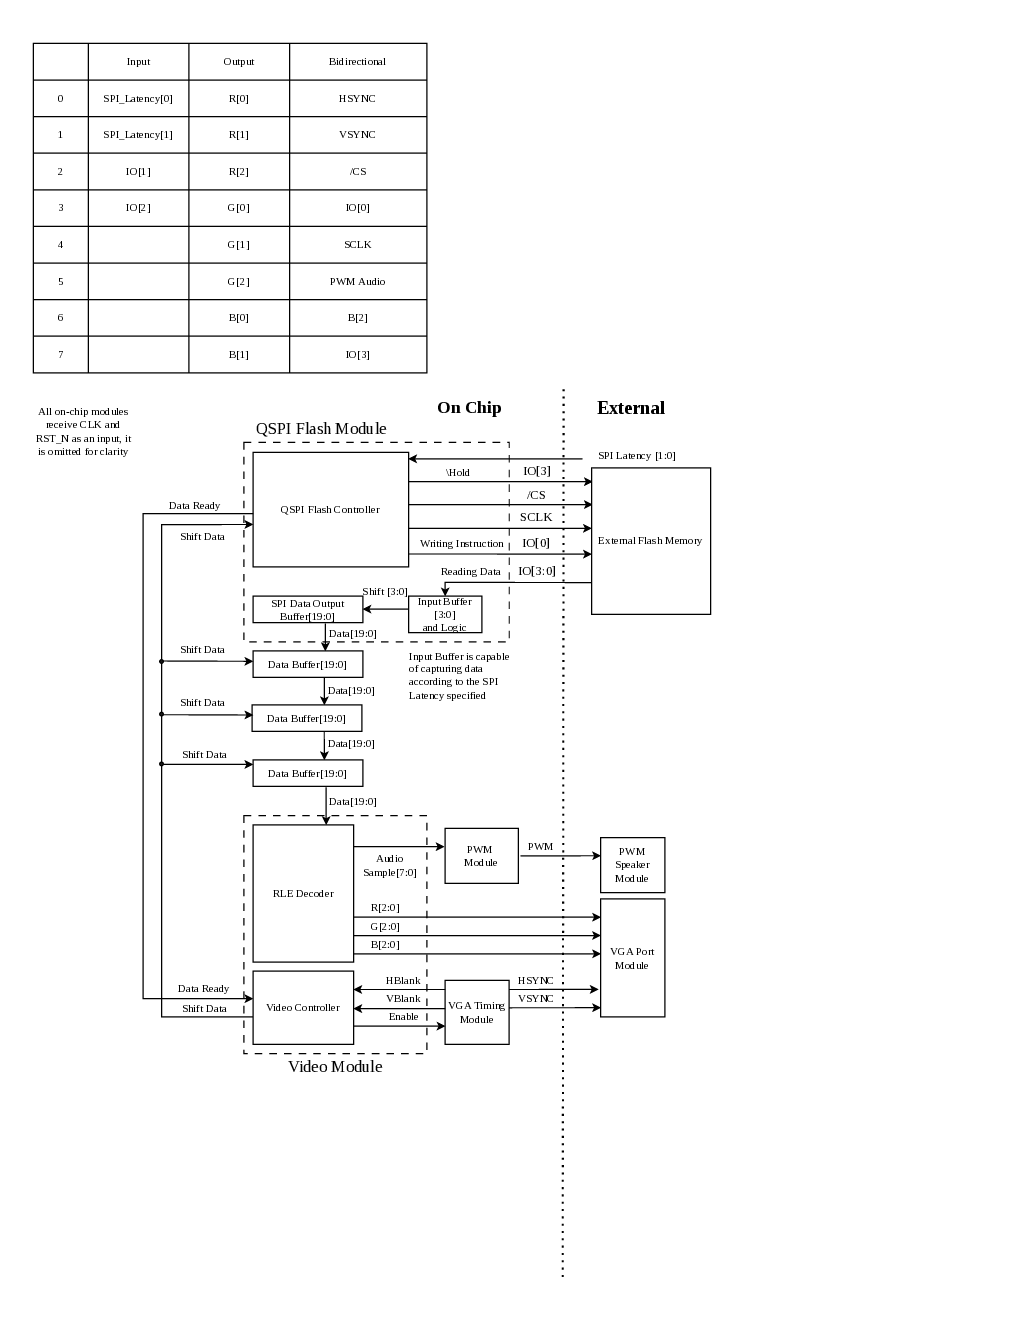 Input Output Bidirectional
0 SPI_Latency[0] R[0] HSYNC
1 SPI_Latency[1] R[1] VSYNC
2 IO[1] R[2] /CS
3 IO[2] G[0] IO[0]
4 G[1] SCLK
5 G[2] PWM Audio
6 B[0] B[2]
7 B[1] IO[3]
All on-chip modules
receive CLK and
RST_N as an input, it
is omitted for clarity
On Chip
External
QSPI Flash Module
SPI Latency [1:0]
\Hold
IO[3]
/CS
SCLK
QSPI Flash Controller
Writing Instruction
IO[0]
External Flash Memory
Data Ready
Shift Data
Reading Data
IO[3:0]
Shift [3:0]
SPI Data Output
Buffer[19:0]
Input Buffer
[3:0]
and Logic
Data[19:0]
Shift Data
Data Buffer[19:0]
Input Buffer is capable
of capturing data
according to the SPI
Latency specified
Data[19:0]
Shift Data
Data Buffer[19:0]
Data[19:0]
Shift Data
Data Buffer[19:0]
Data[19:0]
RLE Decoder
Audio
Sample[7:0]
PWM
Module
PWM
PWM
Speaker
Module
R[2:0]
G[2:0]
B[2:0]
VGA Port
Module
Data Ready
Shift Data
Video Controller
HBlank
VBlank
Enable
VGA Timing
Module
HSYNC
VSYNC
Video Module